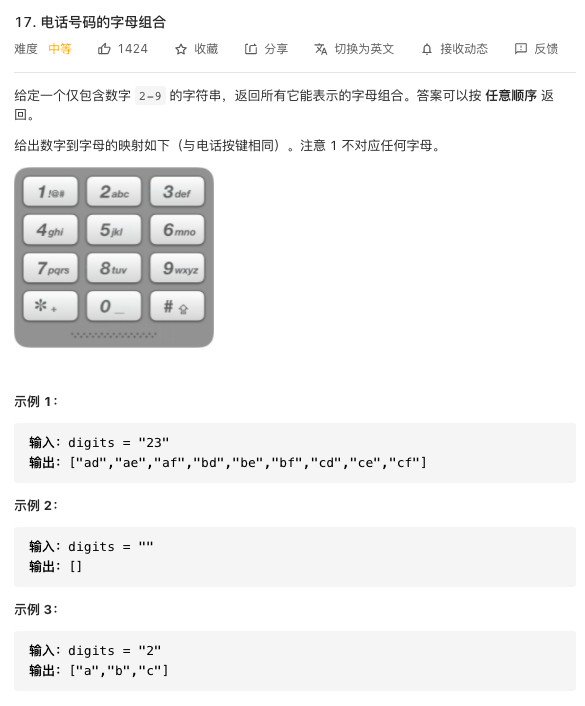 17. 电话号码的字母组合
难度 中等 1424 收藏 分享 切换为英文 接收动态 反馈
给定一个仅包含数字 2-9 的字符串，返回所有它能表示的字母组合。答案可以按 任意顺序 返
回。
给出数字到字母的映射如下（与电话按键相同）。注意 1 不对应任何字母。
1 !@# 2 abc 3 def
4 ghi 5 jkl 6 mno
7 pqrs 8 tuv 9 wxyz
* + 0 _ #
示例 1：
输入：digits = "23"
输出：["ad","ae","af","bd","be","bf","cd","ce","cf"]
示例 2：
输入：digits = ""
输出：[]
示例 3：
输入：digits = "2"
输出：["a","b","c"]